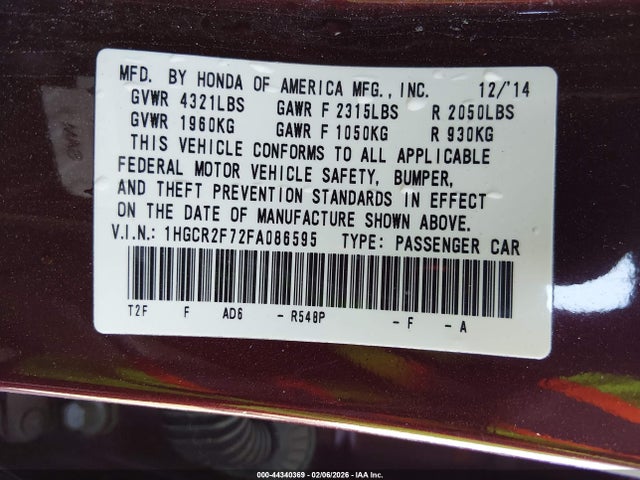 MFD. BY HONDA OF AMERICA MFG., INC. 12/'14
GVWR 4321LBS GAWR F 2315LBS R 2050LBS
GVWR 1960KG GAWR F 1050KG R 930KG
THIS VEHICLE CONFORMS TO ALL APPLICABLE
FEDERAL MOTOR VEHICLE SAFETY, BUMPER,
AND THEFT PREVENTION STANDARDS IN EFFECT
ON THE DATE OF MANUFACTURE SHOWN ABOVE.
V.I.N.: 1HGCR2F72FA086595 TYPE: PASSENGER CAR
T2F F AD6 - R548P - F - A
000-44340369 - 02/06/2026 - IAA Inc.